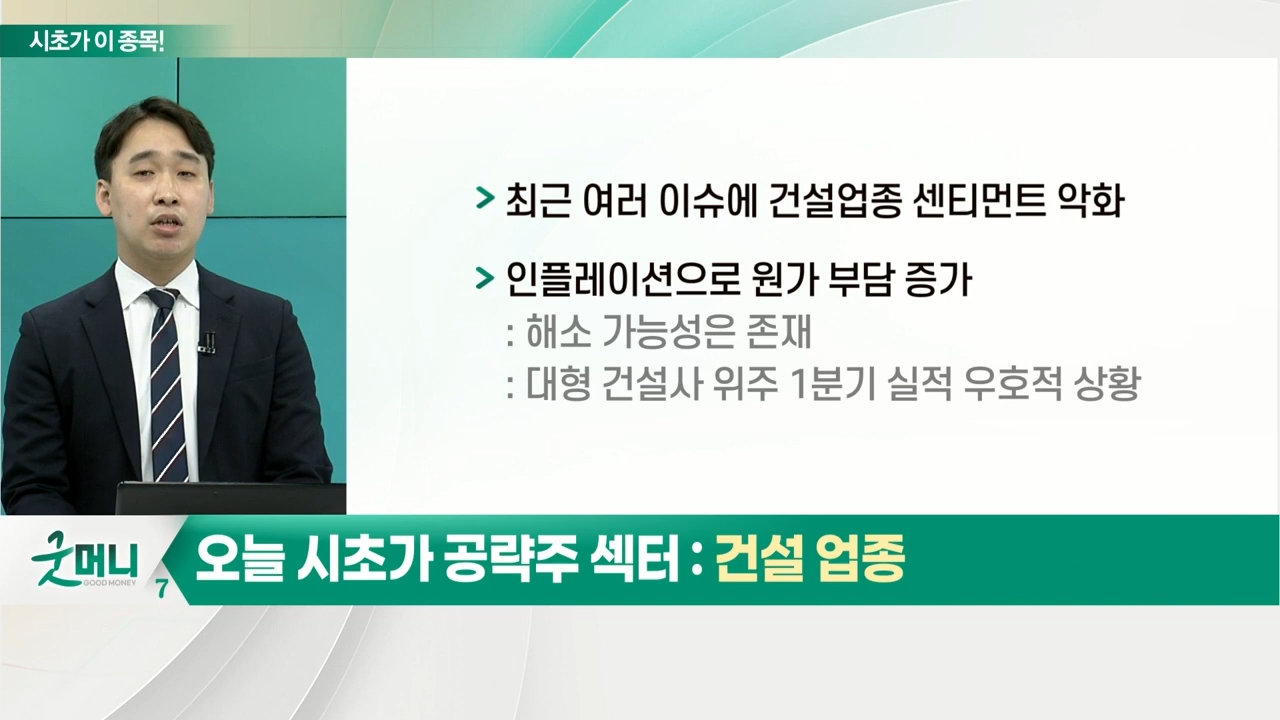 시초가 이 종목!
> 최근 여러 이슈에 건설업종 센티먼트 악화
> 인플레이션으로 원가 부담 증가
: 해소 가능성은 존재
: 대형 건설사 위주 1분기 실적 우호적 상황
굿머니
GOOD MONEY
7
오늘 시초가 공략주 섹터 : 건설 업종